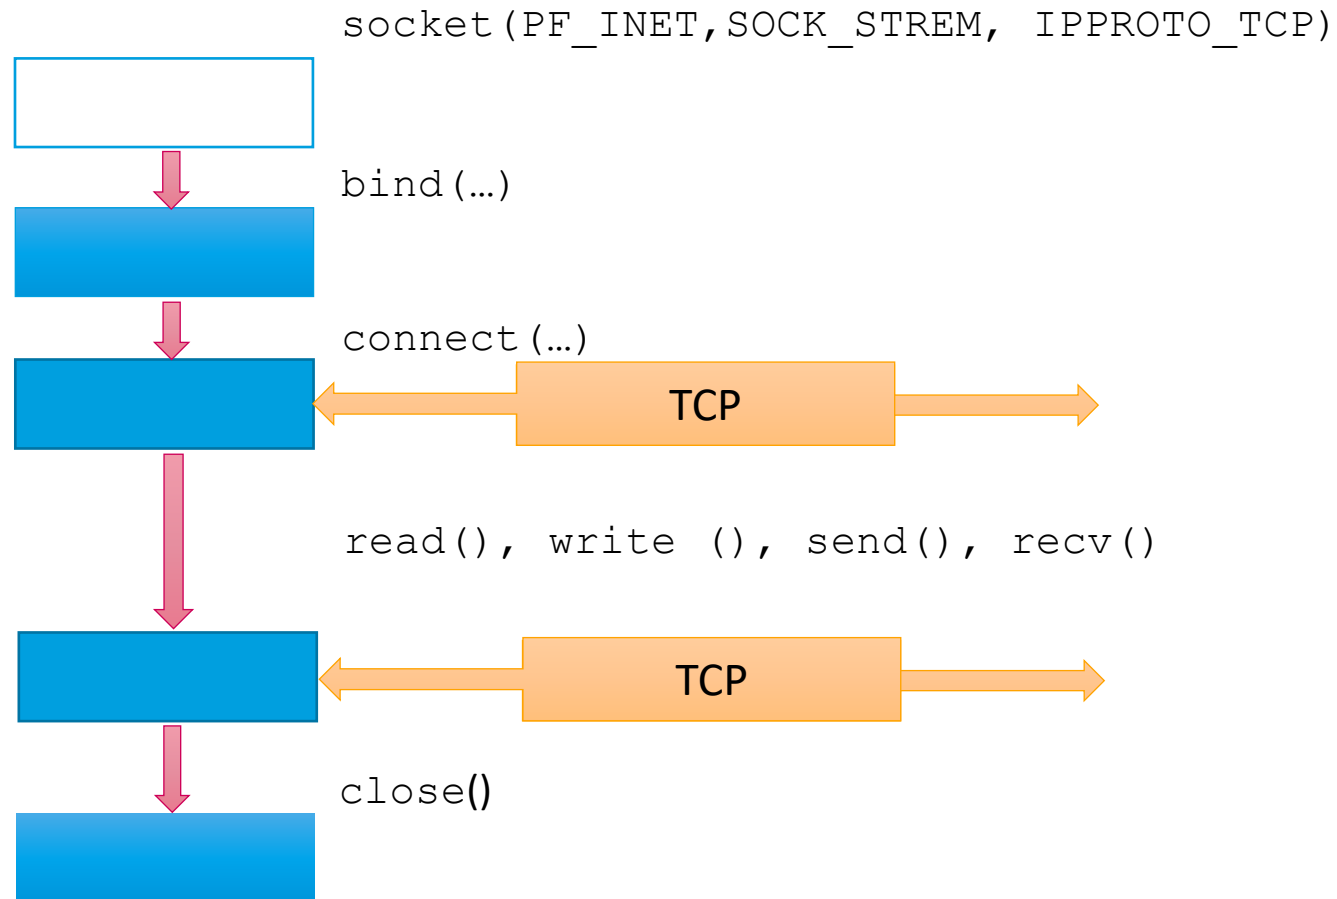 socket(PF_INET,SOCK_STREM, IPPROTO_TCP)
bind(…)
connect(…)
TCP
read(), write (), send(), recv()
TCP
close()